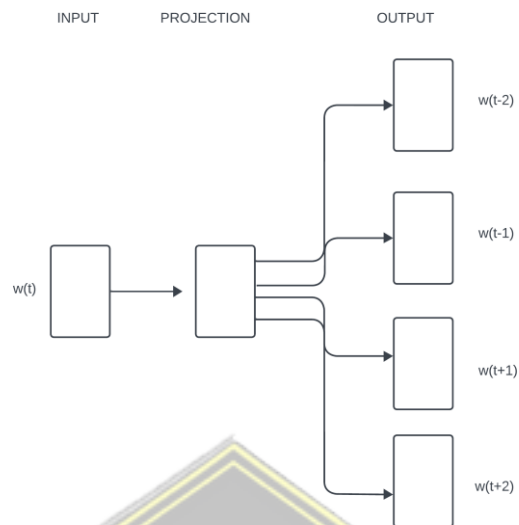 INPUT PROJECTION OUTPUT
w(t-2)
w(t-1)
w(t)
w(t+1)
w(t+2)